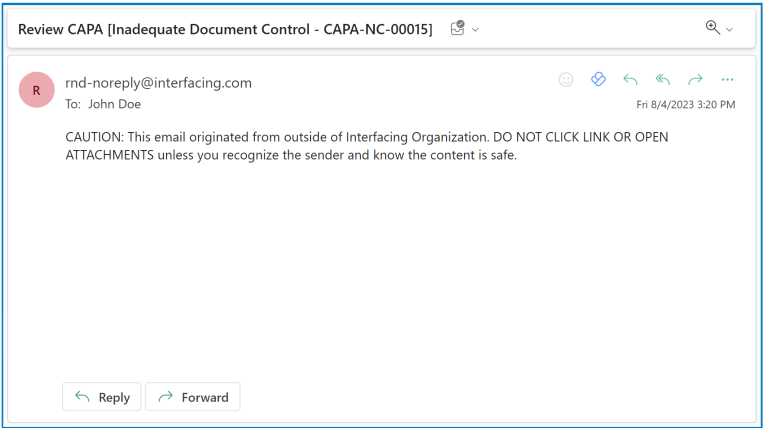 Review CAPA [Inadequate Document Control - CAPA-NC-00015]
R
rnd-noreply@interfacing.com
To: John Doe
Fri 8/4/2023 3:20 PM
CAUTION: This email originated from outside of Interfacing Organization. DO NOT CLICK LINK OR OPEN
ATTACHMENTS unless you recognize the sender and know the content is safe.
Reply
Forward